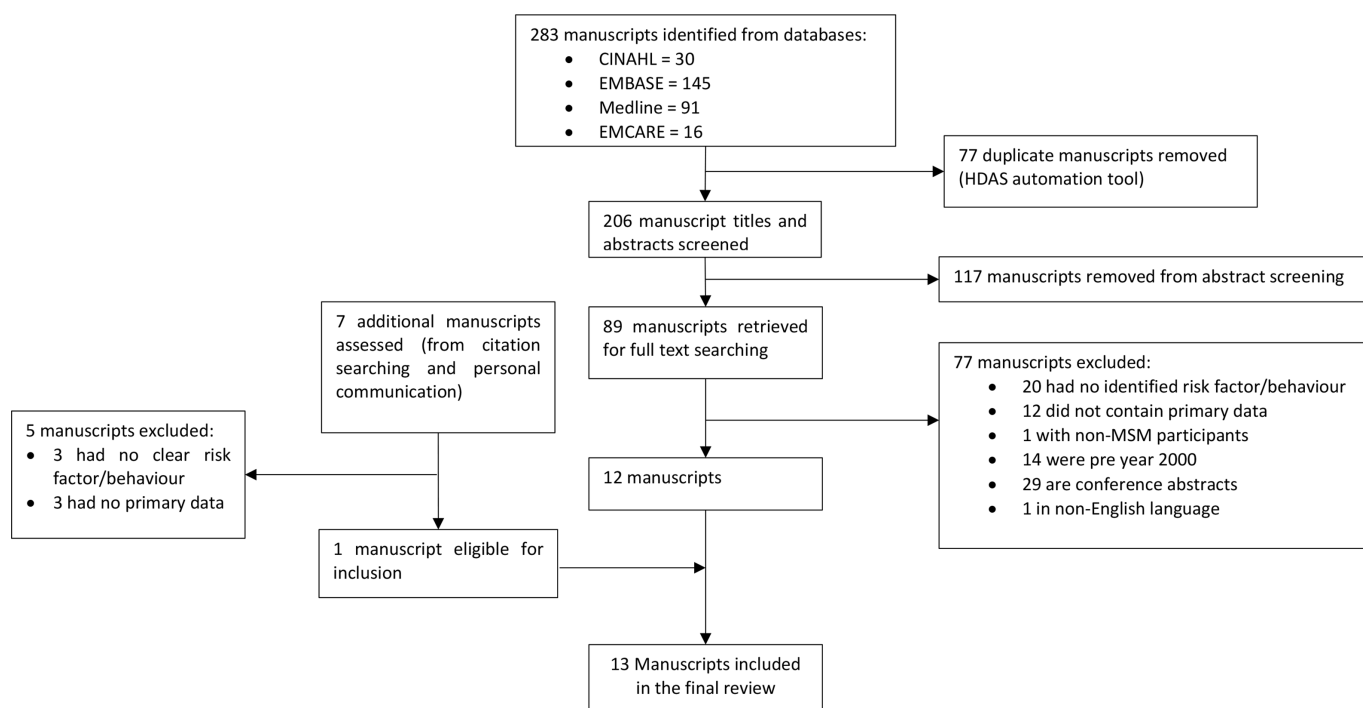 283 manuscripts identified from databases:
● CINAHL = 30
● EMBASE = 145
● Medline = 91
● EMCARE = 16
77 duplicate manuscripts removed
(HDAS automation tool)
206 manuscript titles and
abstracts screened
117 manuscripts removed from abstract screening
7 additional manuscripts
assessed (from citation
searching and personal
communication)
89 manuscripts retrieved
for full text searching
77 manuscripts excluded:
● 20 had no identified risk factor/behaviour
● 12 did not contain primary data
● 1 with non-MSM participants
● 14 were pre year 2000
● 29 are conference abstracts
● 1 in non-English language
5 manuscripts excluded:
● 3 had no clear risk
factor/behaviour
● 3 had no primary data
12 manuscripts
1 manuscript eligible for
inclusion
13 Manuscripts included
in the final review